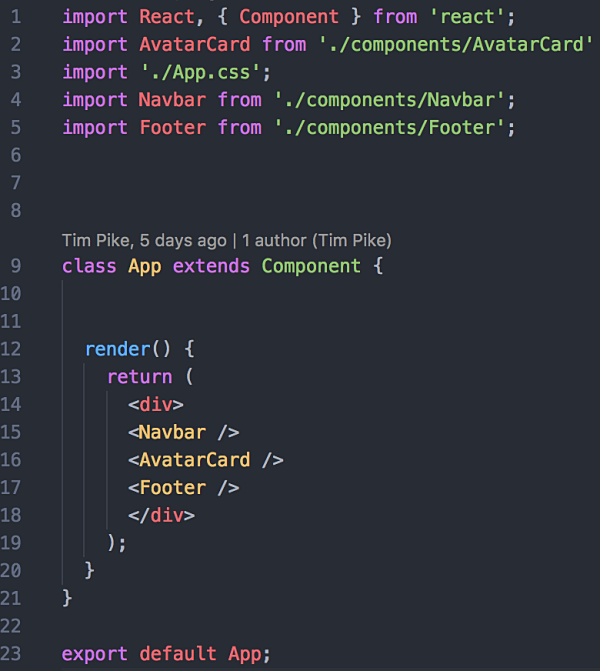 1 import React, { Component } from 'react';
2 import AvatarCard from './components/AvatarCard'
3 import './App.css';
4 import Navbar from './components/Navbar';
5 import Footer from './components/Footer';
6
7
8
Tim Pike, 5 days ago | 1 author (Tim Pike)
9 class App extends Component {
10
11
12   render() {
13     return (
14       <div>
15       <Navbar />
16       <AvatarCard />
17       <Footer />
18       </div>
19     );
20   }
21 }
22
23 export default App;